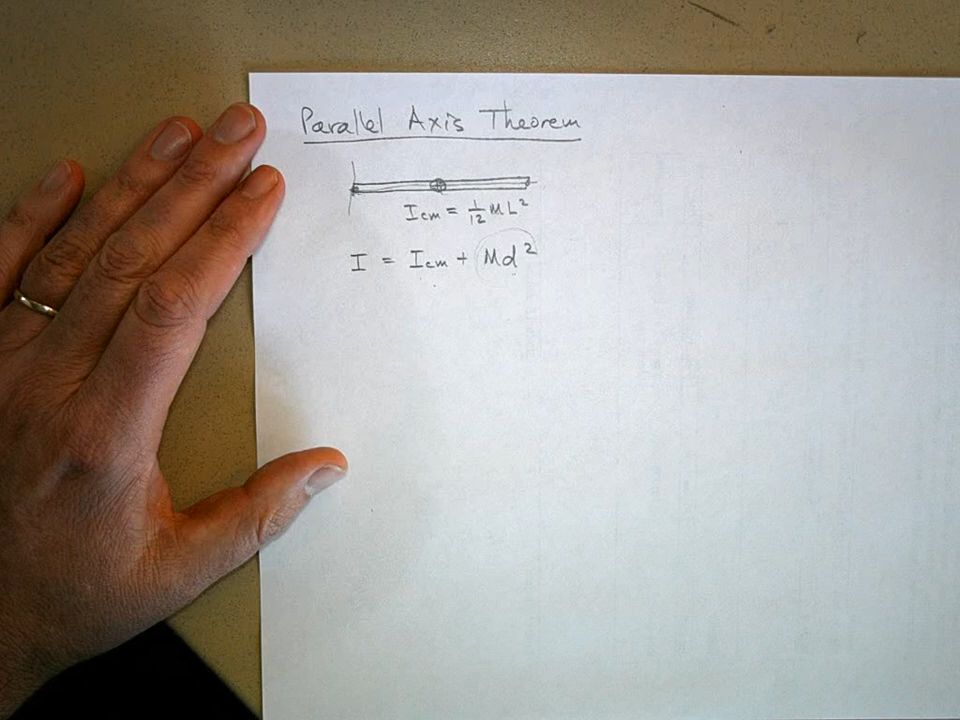 Parallel Axis Theorem
Icm = 1/12 ML²
I = Icm + Md²